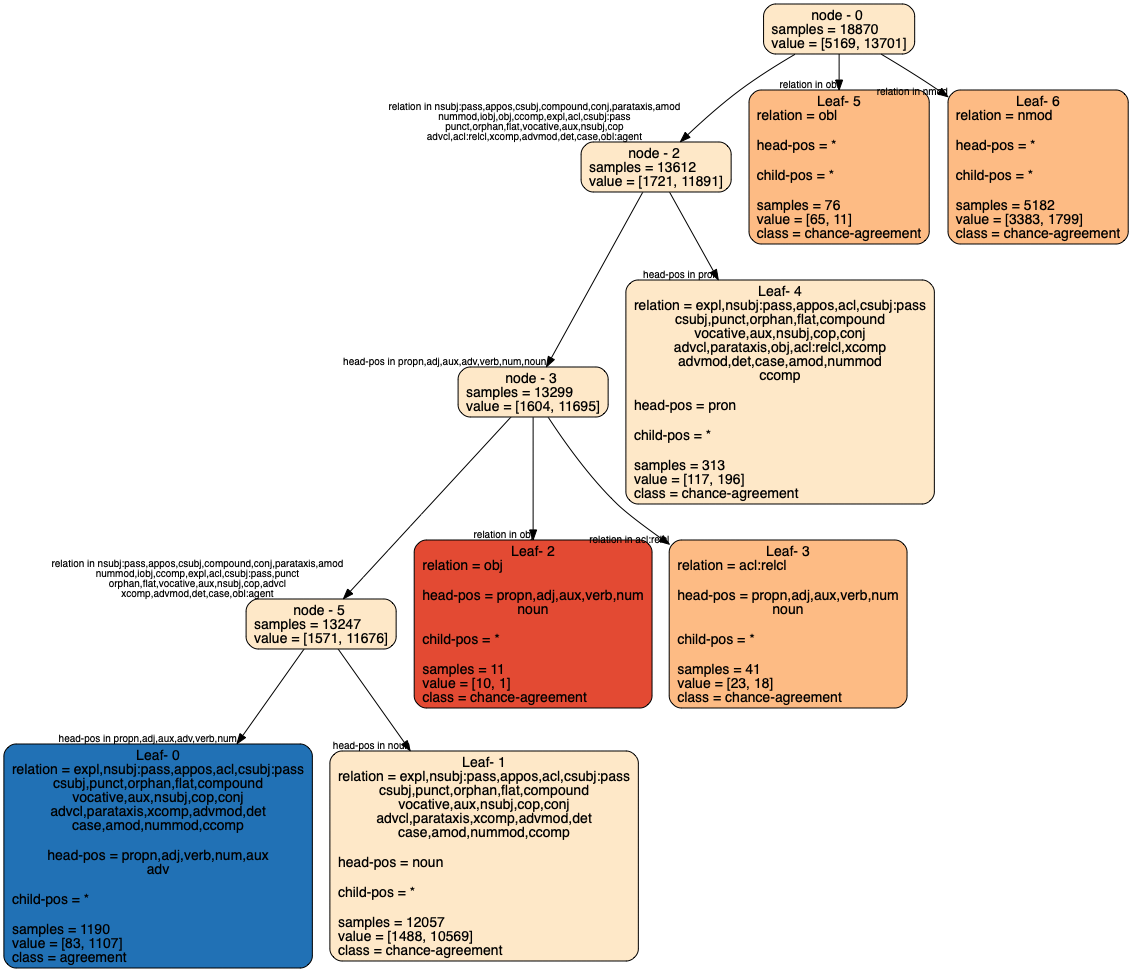 node - 0
samples = 18870
value = [5169, 13701]
relation in nsubj:pass,appos,csubj,compound,conj,parataxis,amod
nummod,iobj,obj,ccomp,expl,acl,csubj:pass
punct,orphan,flat,vocative,aux,nsubj,cop
advcl,acl:relcl,xcomp,advmod,det,case,obl:agent
relation in obl
relation in nmod
node - 2
samples = 13612
value = [1721, 11891]
Leaf- 5
relation = obl
head-pos = *
child-pos = *
samples = 76
value = [65, 11]
class = chance-agreement
Leaf- 6
relation = nmod
head-pos = *
child-pos = *
samples = 5182
value = [3383, 1799]
class = chance-agreement
head-pos in propn,adj,aux,adv,verb,num,noun
head-pos in pron
node - 3
samples = 13299
value = [1604, 11695]
Leaf- 4
relation = expl,nsubj:pass,appos,acl,csubj:pass
csubj,punct,orphan,flat,compound
vocative,aux,nsubj,cop,conj
advcl,parataxis,obj,acl:relcl,xcomp
advmod,det,case,amod,nummod
ccomp
head-pos = pron
child-pos = *
samples = 313
value = [117, 196]
class = chance-agreement
relation in nsubj:pass,appos,csubj,compound,conj,parataxis,amod
nummod,iobj,ccomp,expl,acl,csubj:pass,punct
orphan,flat,vocative,aux,nsubj,cop,advcl
xcomp,advmod,det,case,obl:agent
relation in obj
relation in acl:relcl
node - 5
samples = 13247
value = [1571, 11676]
Leaf- 2
relation = obj
head-pos = propn,adj,aux,verb,num
noun
child-pos = *
samples = 11
value = [10, 1]
class = chance-agreement
Leaf- 3
relation = acl:relcl
head-pos = propn,adj,aux,verb,num
noun
child-pos = *
samples = 41
value = [23, 18]
class = chance-agreement
head-pos in propn,adj,aux,adv,verb,num
head-pos in noun
Leaf- 0
relation = expl,nsubj:pass,appos,acl,csubj:pass
csubj,punct,orphan,flat,compound
vocative,aux,nsubj,cop,conj
advcl,parataxis,xcomp,advmod,det
case,amod,nummod,ccomp
head-pos = propn,adj,verb,num,aux
adv
child-pos = *
samples = 1190
value = [83, 1107]
class = agreement
Leaf- 1
relation = expl,nsubj:pass,appos,acl,csubj:pass
csubj,punct,orphan,flat,compound
vocative,aux,nsubj,cop,conj
advcl,parataxis,xcomp,advmod,det
case,amod,nummod,ccomp
head-pos = noun
child-pos = *
samples = 12057
value = [1488, 10569]
class = chance-agreement